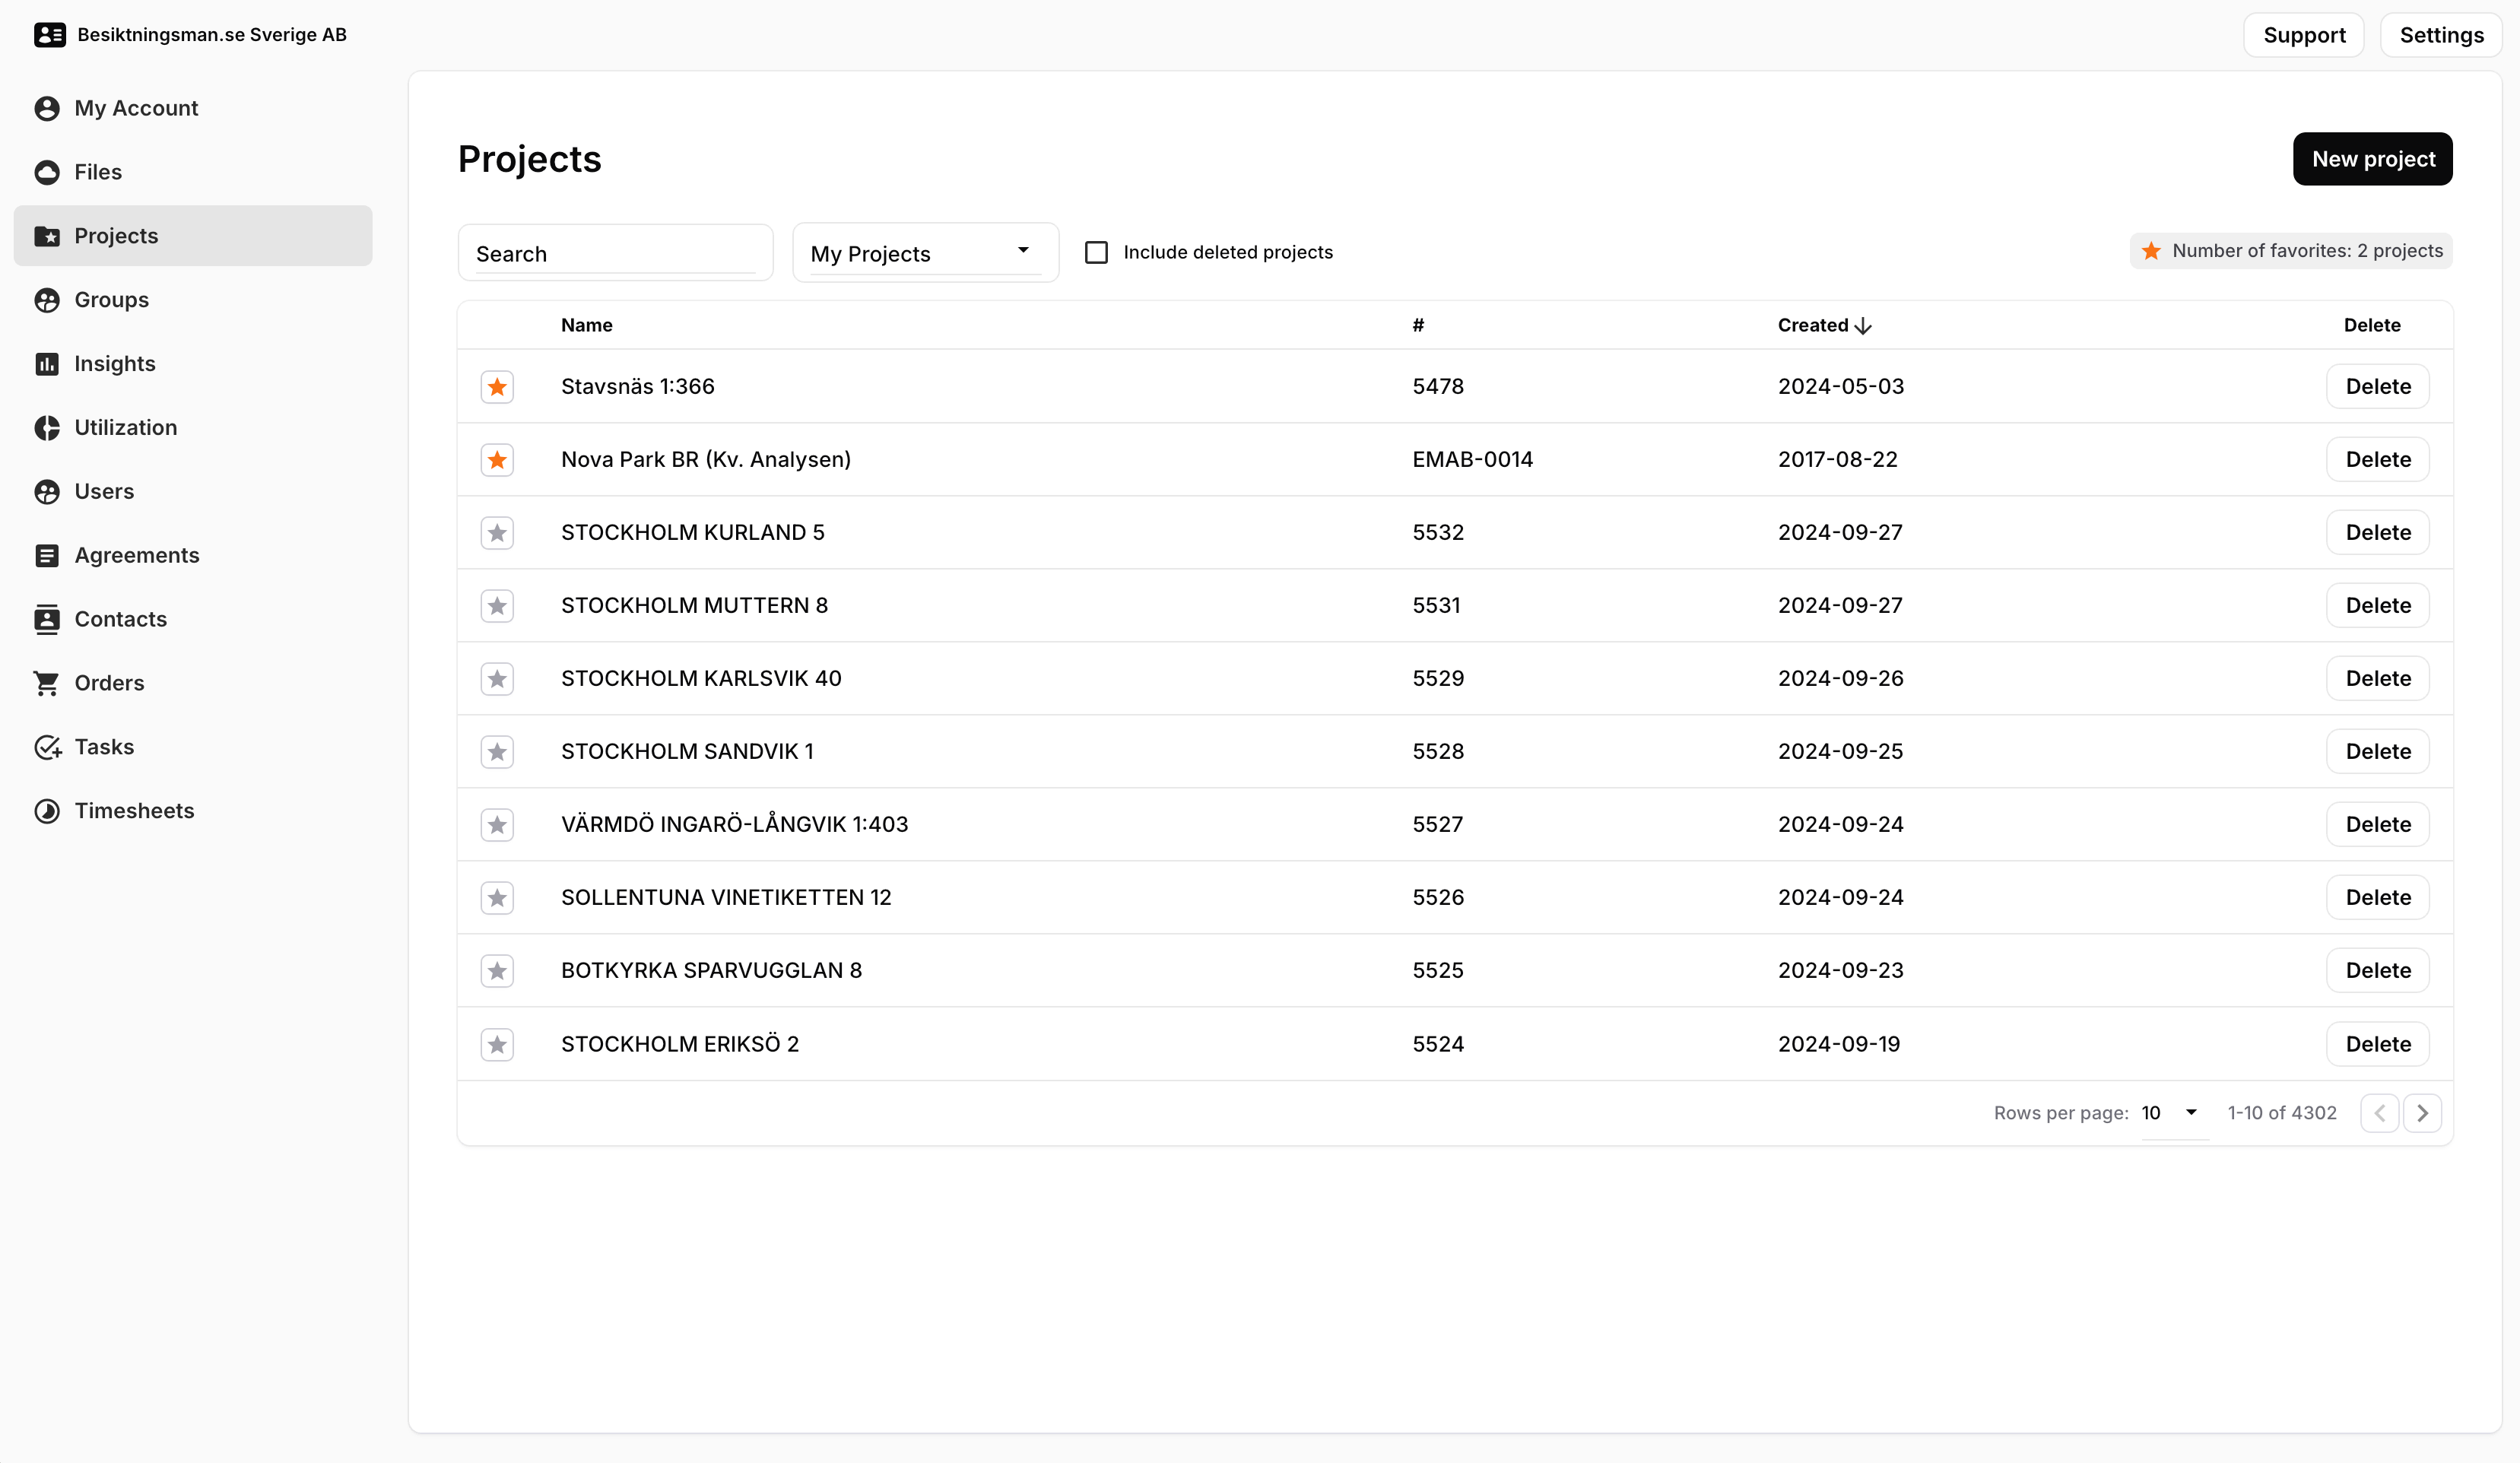 Besiktningsman.se Sverige AB
Support
Settings
My Account
Files
Projects
Groups
Insights
Utilization
Users
Agreements
Contacts
Orders
Tasks
Timesheets
Projects
New project
Search
My Projects
Include deleted projects
Number of favorites: 2 projects
Name # Created Delete
Stavsnäs 1:366 5478 2024-05-03 Delete
Nova Park BR (Kv. Analysen) EMAB-0014 2017-08-22 Delete
STOCKHOLM KURLAND 5 5532 2024-09-27 Delete
STOCKHOLM MUTTERN 8 5531 2024-09-27 Delete
STOCKHOLM KARLSVIK 40 5529 2024-09-26 Delete
STOCKHOLM SANDVIK 1 5528 2024-09-25 Delete
VÄRMDÖ INGARÖ-LÅNGVIK 1:403 5527 2024-09-24 Delete
SOLLENTUNA VINETIKETTEN 12 5526 2024-09-24 Delete
BOTKYRKA SPARVUGGLAN 8 5525 2024-09-23 Delete
STOCKHOLM ERIKSÖ 2 5524 2024-09-19 Delete
Rows per page: 10 1-10 of 4302